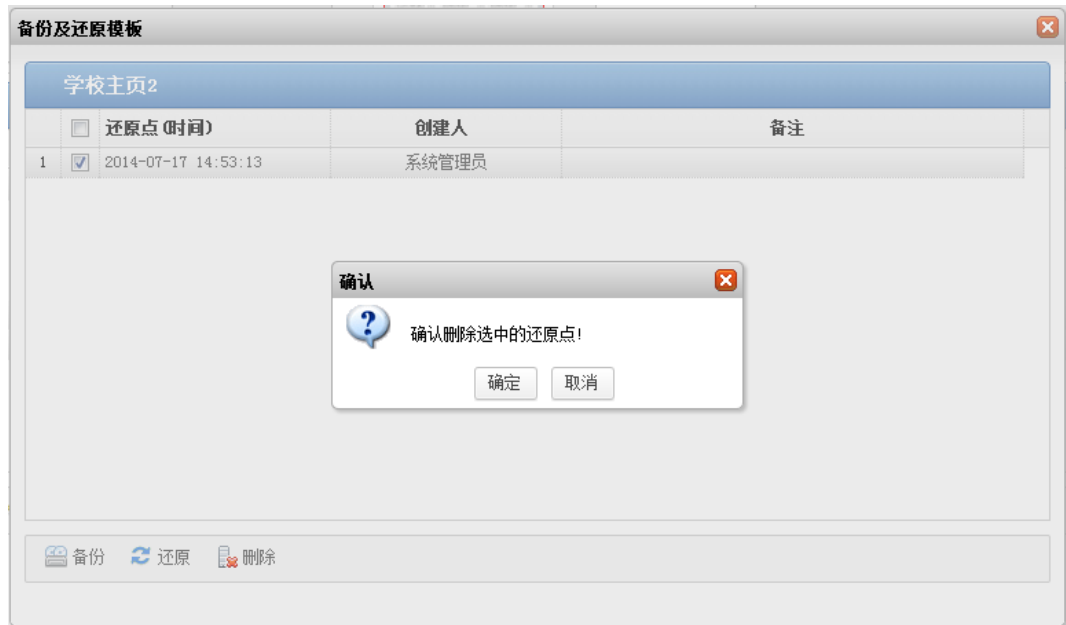 备份及还原模板
学校主页2
还原点(时间) 创建人 备注
1 2014-07-17 14:53:13 系统管理员
确认
确认删除选中的还原点!
确定 取消
备份 还原 删除